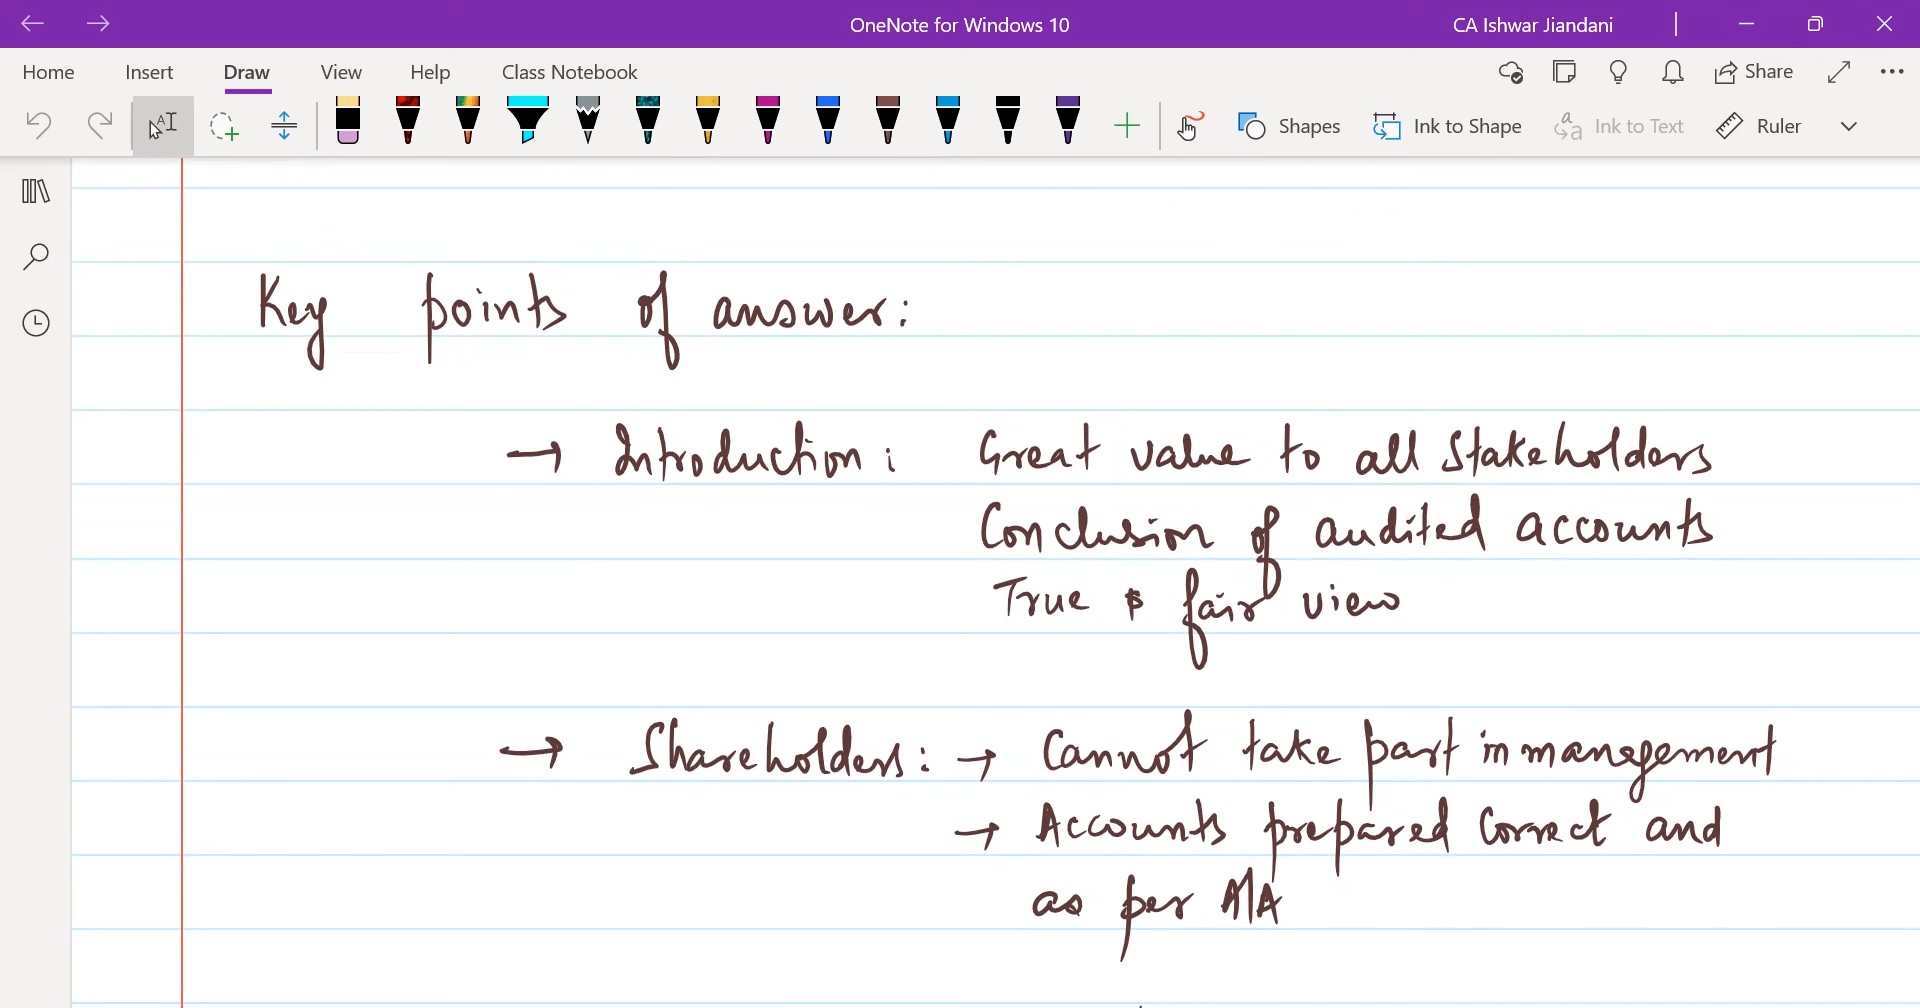 OneNote for Windows 10
CA Ishwar Jiandani
Home Insert Draw View Help Class Notebook
Share
Shapes Ink to Shape Ink to Text Ruler
Key points of answer:
→ Introduction: Great value to all Stakeholders
Conclusion of audited accounts
True & fair view
→ Shareholders: → Cannot take part in management
→ Accounts prepared Correct and
as per